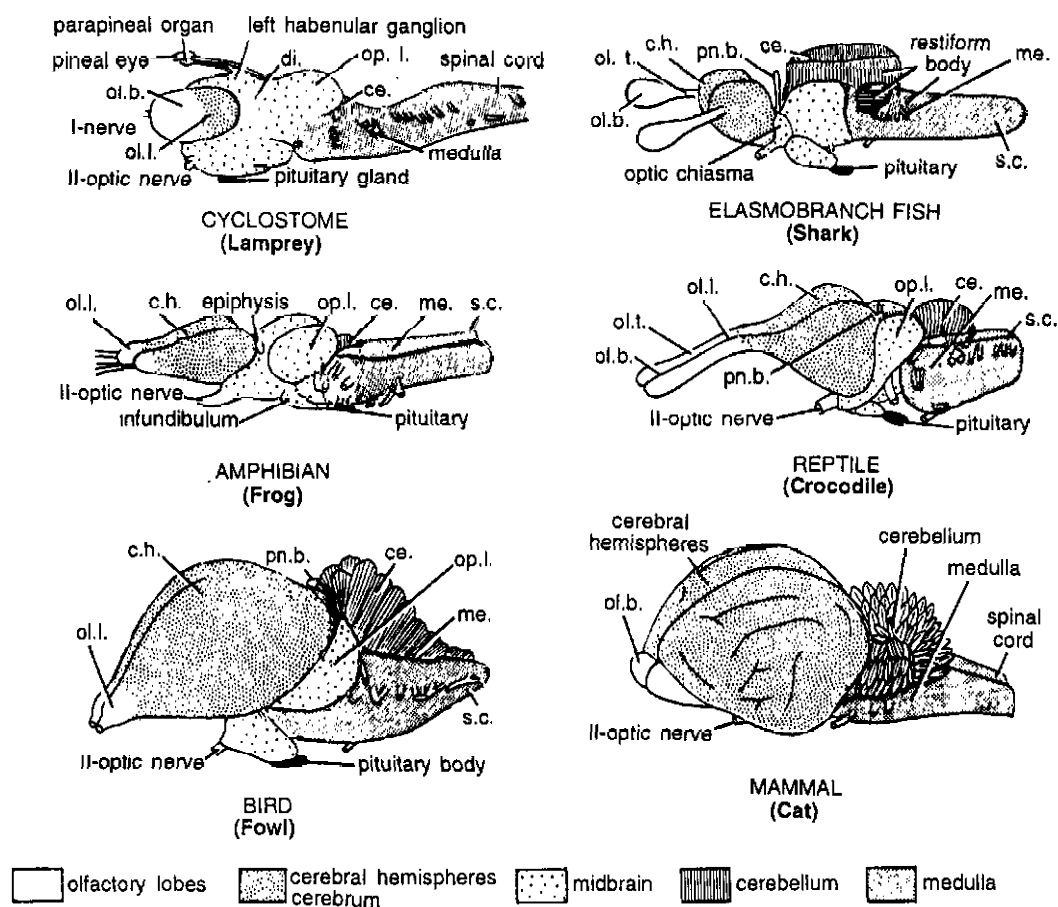 parapineal organ
left habenular ganglion
pineal eye
di.
op. l.
spinal cord
ol.b.
ce.
I-nerve
ol.l.
medulla
II-optic nerve
pituitary gland
CYCLOSTOME
(Lamprey)
c.h.
pn.b.
ce.
restiform
body
me.
ol. t.
ol.b.
optic chiasma
pituitary
s.c.
ELASMOBRANCH FISH
(Shark)
ol.l.
c.h.
epiphysis
op.l.
ce.
me.
s.c.
II-optic nerve
infundibulum
pituitary
AMPHIBIAN
(Frog)
c.h.
ol.l.
op.l.
ce.
me.
s.c.
ol.t.
ol.b.
pn.b.
II-optic nerve
pituitary
REPTILE
(Crocodile)
c.h.
pn.b.
ce.
op.l.
ol.l.
me.
s.c.
II-optic nerve
pituitary body
BIRD
(Fowl)
cerebral
hemispheres
cerebellum
medulla
ol.b.
spinal
cord
II-optic nerve
MAMMAL
(Cat)
olfactory lobes
cerebral hemispheres
cerebrum
midbrain
cerebellum
medulla